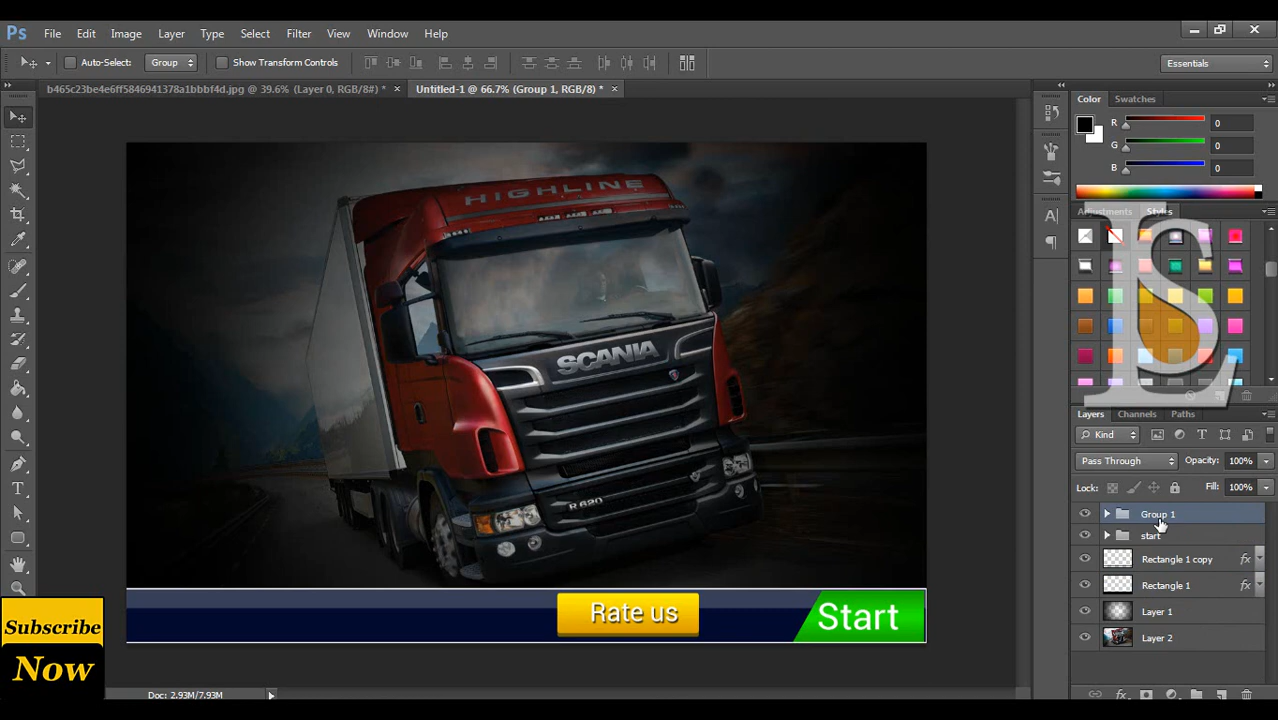 Ps File Edit Image Layer Type Select Filter View Window Help
Auto-Select: Group Show Transform Controls Essentials
b465c23be4e6ff5846941378a1bbbf4d.jpg @ 39.6% (Layer 0, RGB/8#) * × Untitled-1 @ 66.7% (Group 1, RGB/8) * ×
Color Swatches
R 0
G 0
B 0
Adjustments Styles
LS
HIGHLINE
SCANIA
R 620
Rate us
Start
Layers Channels Paths
Kind
Pass Through Opacity: 100%
Lock: Fill: 100%
Group 1
start
Rectangle 1 copy fx
Rectangle 1 fx
Layer 1
Layer 2
Subscribe
Now
Doc: 2.93M/7.93M